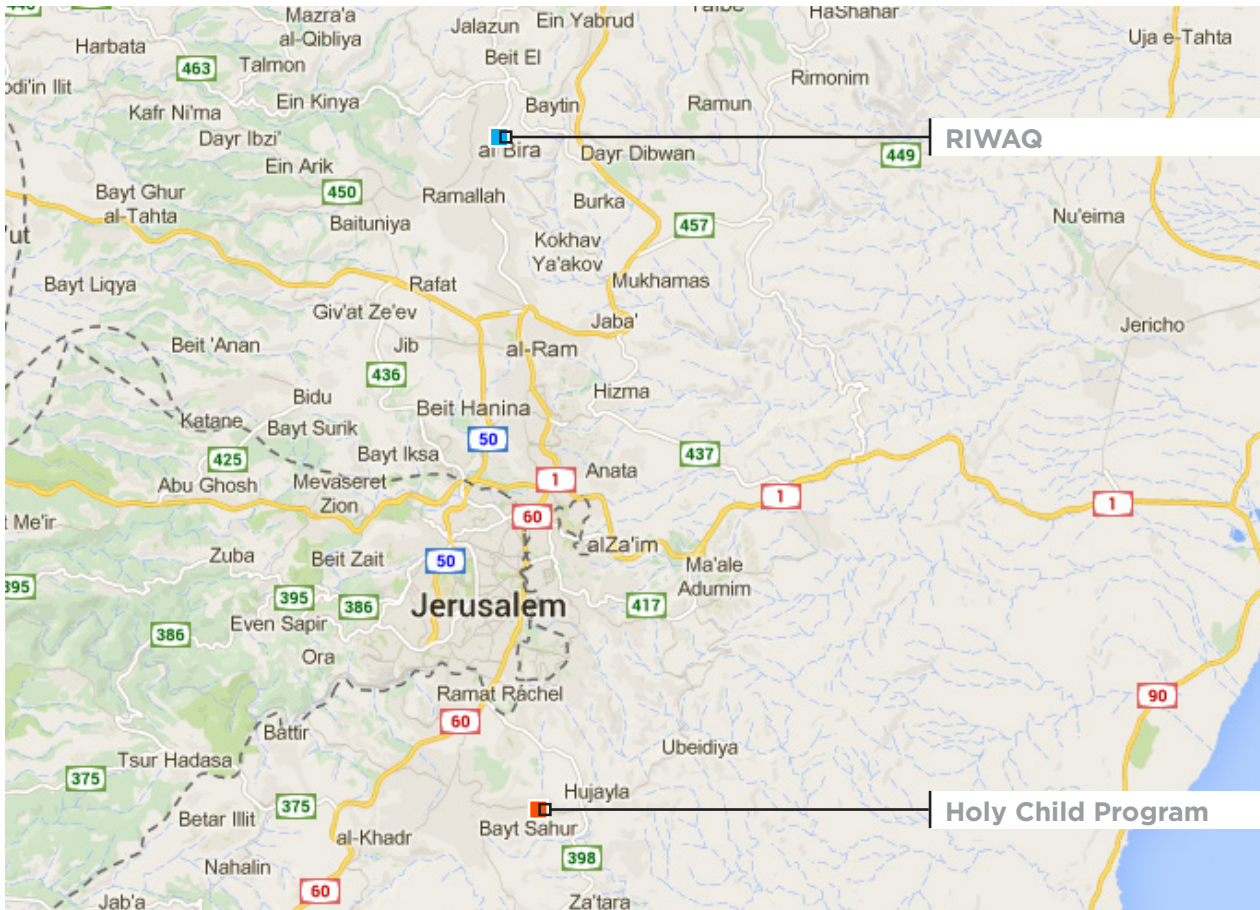 Mazra'a
al-Qibliya
Jalazun
Ein Yabrud
HaShahar
Harbata
463
Talmon
Beit El
Uja e-Tahta
Rimonim
odi'in Ilit
Kafr Ni'ma
Ein Kinya
Baytin
Ramun
Dayr Ibzi'
al Bira
Dayr Dibwan
449
RIWAQ
Ein Arik
450
Bayt Ghur
al-Tahta
Ramallah
Burka
457
Nu'eima
'ut
Baituniya
Kokhav
Ya'akov
Bayt Liqya
Rafat
Mukhamas
Giv'at Ze'ev
Jaba'
Jericho
Beit 'Anan
Jib
al-Ram
436
Hizma
Bidu
Beit Hanina
Katane
Bayt Surik
50
425
Bayt Iksa
437
Abu Ghosh
Mevaseret
Zion
1
Anata
1
1
t Me'ir
60
Zuba
Beit Zait
50
alZa'im
Ma'ale
Adumim
395
395
386
Jerusalem
417
386
Even Sapir
Ora
Ramat Rachel
90
60
Battir
Ubeidiya
Tsur Hadasa
375
375
Hujayla
Holy Child Program
Betar Illit
al-Khadr
Bayt Sahur
398
Nahalin
60
Jab'a
Za'tara